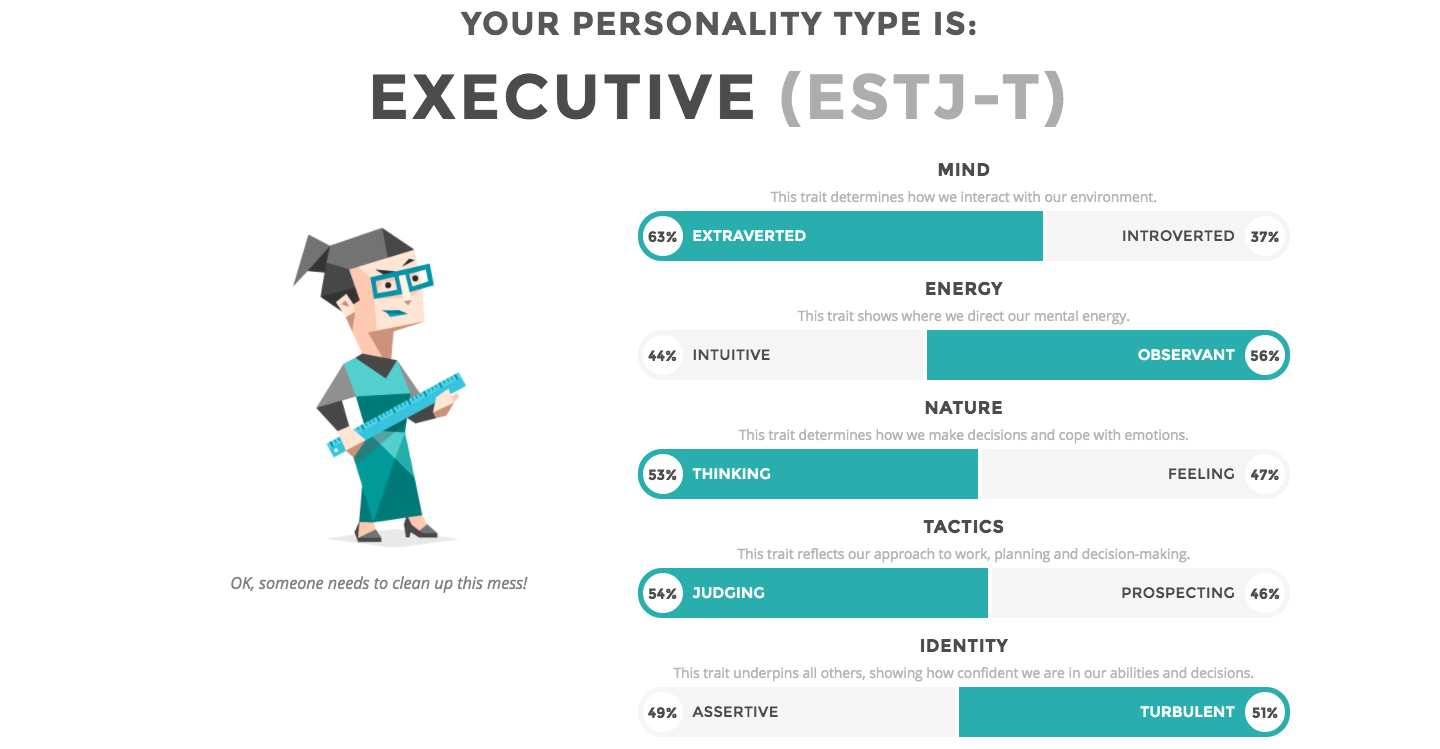 YOUR PERSONALITY TYPE IS:
EXECUTIVE (ESTJ-T)
MIND
This trait determines how we interact with our environment.
63% EXTRAVERTED INTROVERTED 37%
ENERGY
This trait shows where we direct our mental energy.
44% INTUITIVE OBSERVANT 56%
NATURE
This trait determines how we make decisions and cope with emotions.
53% THINKING FEELING 47%
TACTICS
This trait reflects our approach to work, planning and decision-making.
54% JUDGING PROSPECTING 46%
IDENTITY
This trait underpins all others, showing how confident we are in our abilities and decisions.
49% ASSERTIVE TURBULENT 51%
OK, someone needs to clean up this mess!